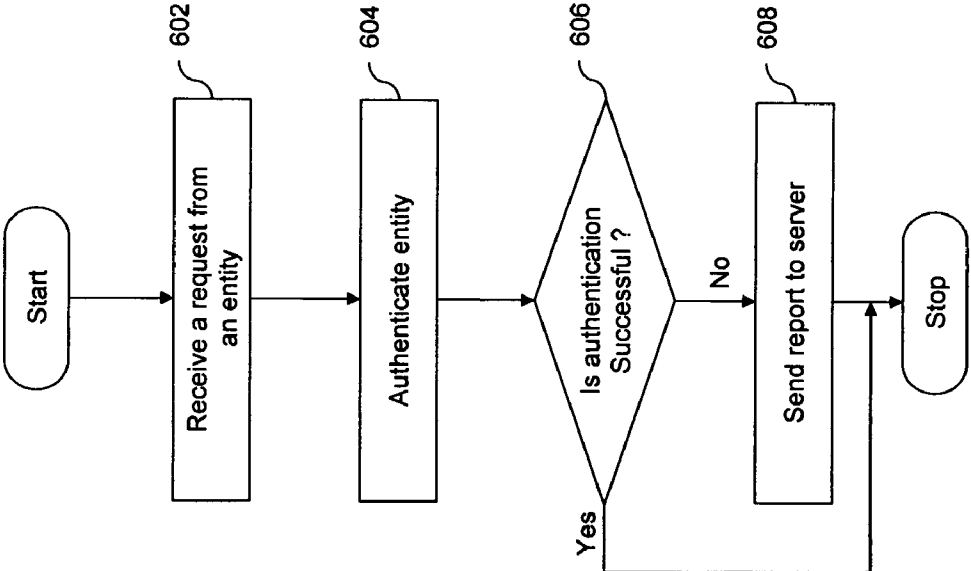 Start
602
Receive a request from
an entity
604
Authenticate entity
606
Is authentication
Successful ?
Yes
No
608
Send report to server
Stop